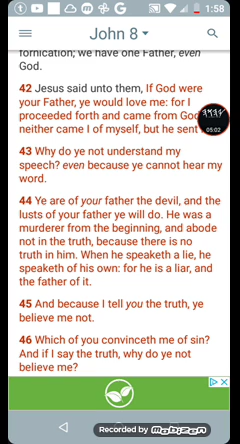 1:58
John 8
fornication; we have one Father, even
God.
42 Jesus said unto them, If God were
your Father, ye would love me: for I
proceeded forth and came from God
neither came I of myself, but he sent
05:02
43 Why do ye not understand my
speech? even because ye cannot hear my
word.
44 Ye are of your father the devil, and the
lusts of your father ye will do. He was a
murderer from the beginning, and abode
not in the truth, because there is no
truth in him. When he speaketh a lie, he
speaketh of his own: for he is a liar, and
the father of it.
45 And because I tell you the truth, ye
believe me not.
46 Which of you convinceth me of sin?
And if I say the truth, why do ye not
believe me?
Recorded by Mobizen